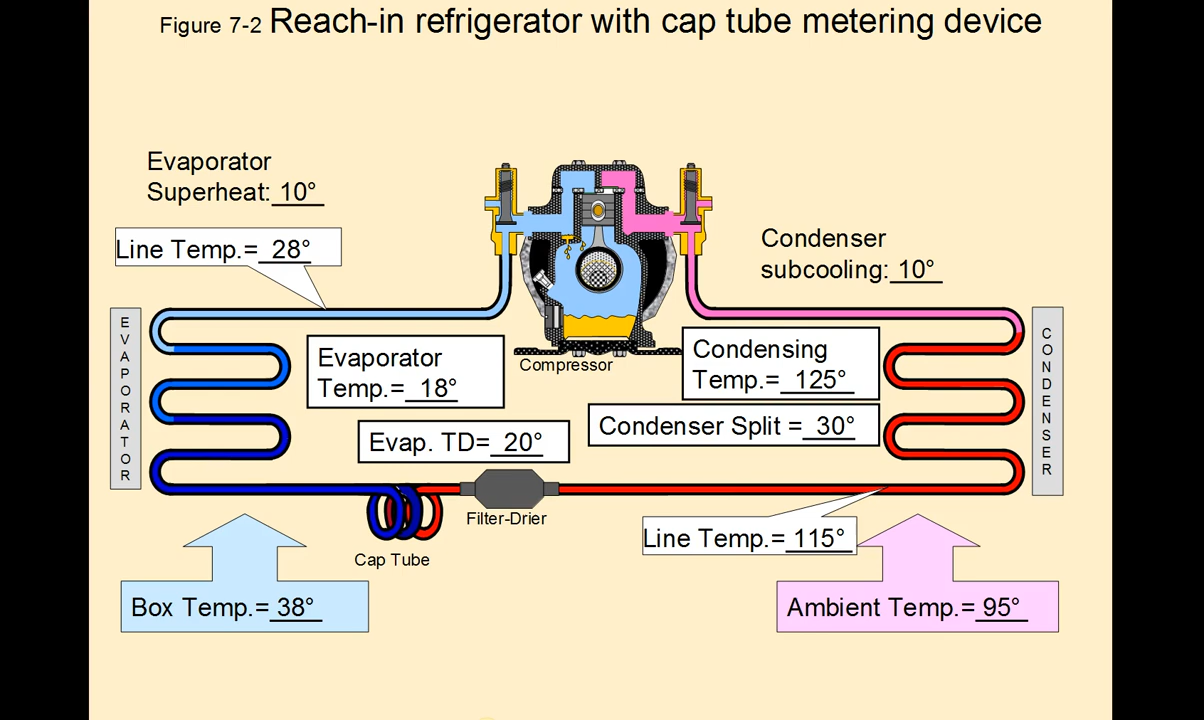 Figure 7-2 Reach-in refrigerator with cap tube metering device
Evaporator
Superheat: 10°
Line Temp.= 28°
Condenser
subcooling: 10°
EVAPORATOR
CONDENSER
Compressor
Evaporator
Temp.= 18°
Condensing
Temp.= 125°
Evap. TD= 20°
Condenser Split = 30°
Filter-Drier
Cap Tube
Line Temp.= 115°
Box Temp.= 38°
Ambient Temp.= 95°